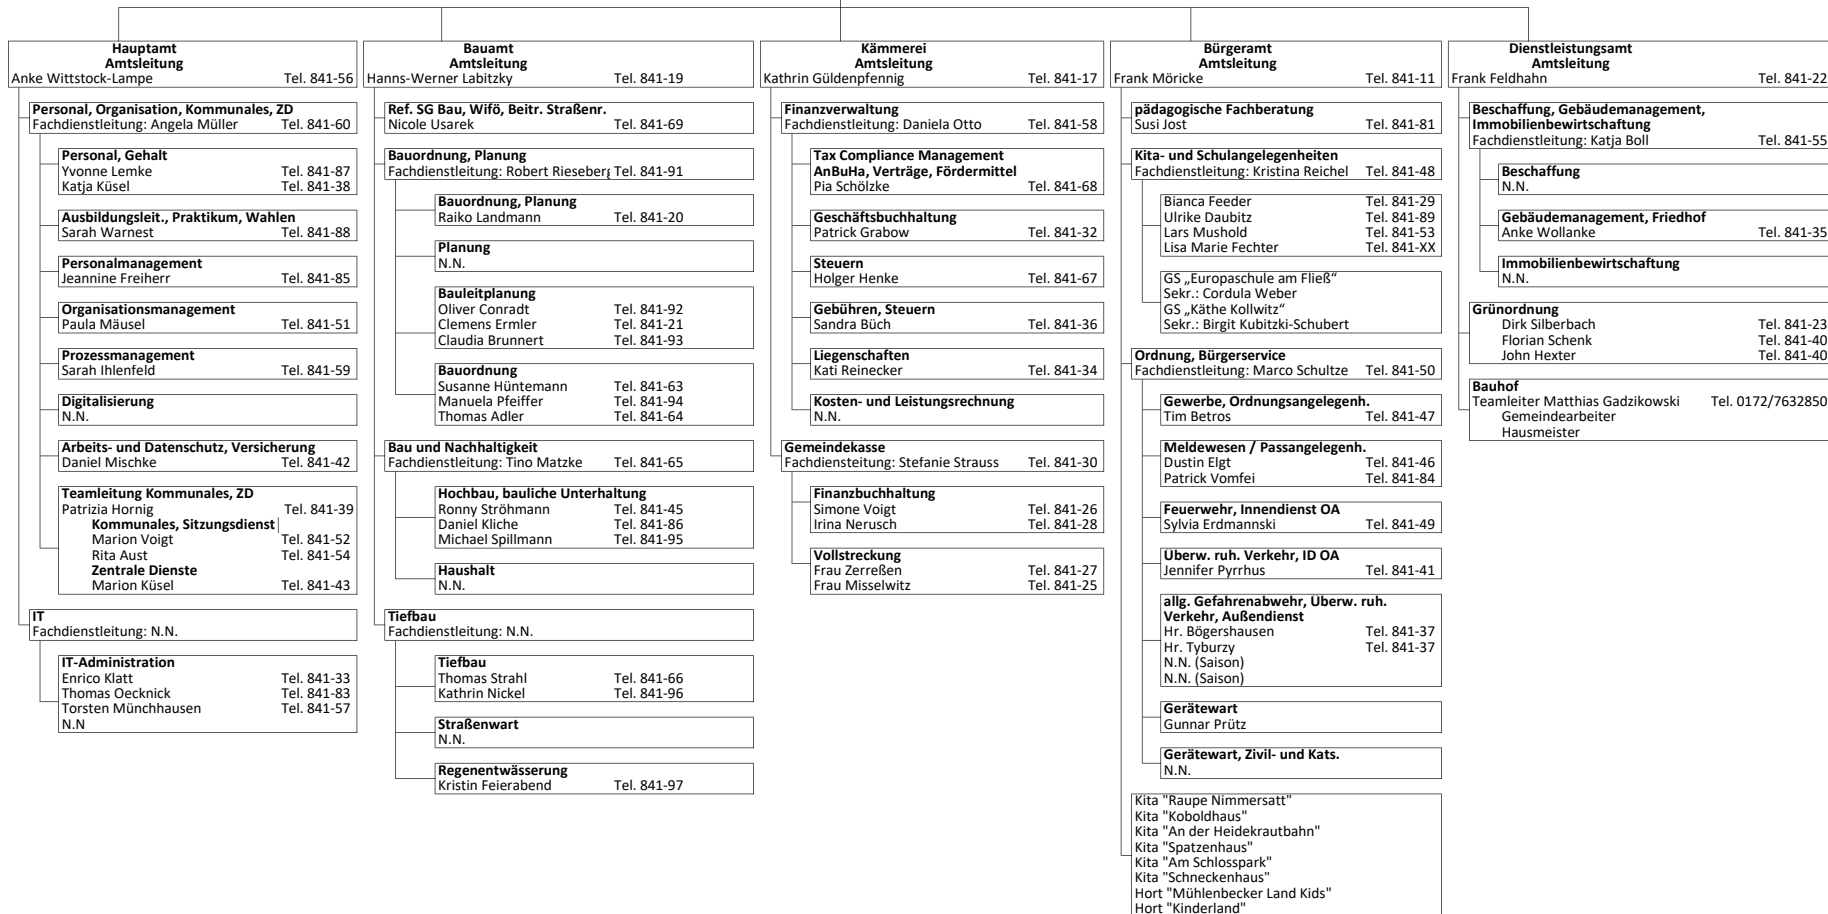 Hauptamt
Amtsleitung
Anke Wittstock-Lampe Tel. 841-56
Personal, Organisation, Kommunales, ZD
Fachdienstleitung: Angela Müller Tel. 841-60
Personal, Gehalt
Yvonne Lemke Tel. 841-87
Katja Küsel Tel. 841-38
Ausbildungsleit., Praktikum, Wahlen
Sarah Warnest Tel. 841-88
Personalmanagement
Jeannine Freiherr Tel. 841-85
Organisationsmanagement
Paula Mäusel Tel. 841-51
Prozessmanagement
Sarah Ihlenfeld Tel. 841-59
Digitalisierung
N.N.
Arbeits- und Datenschutz, Versicherung
Daniel Mischke Tel. 841-42
Teamleitung Kommunales, ZD
Patrizia Hornig Tel. 841-39
Kommunales, Sitzungsdienst
Marion Voigt Tel. 841-52
Rita Aust Tel. 841-54
Zentrale Dienste
Marion Küsel Tel. 841-43
IT
Fachdienstleitung: N.N.
IT-Administration
Enrico Klatt Tel. 841-33
Thomas Oecknick Tel. 841-83
Torsten Münchhausen Tel. 841-57
N.N
Bauamt
Amtsleitung
Hanns-Werner Labitzky Tel. 841-19
Ref. SG Bau, Wifö, Beitr. Straßenr.
Nicole Usarek Tel. 841-69
Bauordnung, Planung
Fachdienstleitung: Robert Rieseberg Tel. 841-91
Bauordnung, Planung
Raiko Landmann Tel. 841-20
Planung
N.N.
Bauleitplanung
Oliver Conradt Tel. 841-92
Clemens Ermler Tel. 841-21
Claudia Brunnert Tel. 841-93
Bauordnung
Susanne Hüntemann Tel. 841-63
Manuela Pfeiffer Tel. 841-94
Thomas Adler Tel. 841-64
Bau und Nachhaltigkeit
Fachdienstleitung: Tino Matzke Tel. 841-65
Hochbau, bauliche Unterhaltung
Ronny Ströhmann Tel. 841-45
Daniel Kliche Tel. 841-86
Michael Spillmann Tel. 841-95
Haushalt
N.N.
Tiefbau
Fachdienstleitung: N.N.
Tiefbau
Thomas Strahl Tel. 841-66
Kathrin Nickel Tel. 841-96
Straßenwart
N.N.
Regenentwässerung
Kristin Feierabend Tel. 841-97
Kämmerei
Amtsleitung
Kathrin Güldenpfennig Tel. 841-17
Finanzverwaltung
Fachdienstleitung: Daniela Otto Tel. 841-58
Tax Compliance Management
AnBuHa, Verträge, Fördermittel
Pia Schölzke Tel. 841-68
Geschäftsbuchhaltung
Patrick Grabow Tel. 841-32
Steuern
Holger Henke Tel. 841-67
Gebühren, Steuern
Sandra Büch Tel. 841-36
Liegenschaften
Kati Reinecker Tel. 841-34
Kosten- und Leistungsrechnung
N.N.
Gemeindekasse
Fachdiensteitung: Stefanie Strauss Tel. 841-30
Finanzbuchhaltung
Simone Voigt Tel. 841-26
Irina Nerusch Tel. 841-28
Vollstreckung
Frau Zerreßen Tel. 841-27
Frau Misselwitz Tel. 841-25
Bürgeramt
Amtsleitung
Frank Möricke Tel. 841-11
pädagogische Fachberatung
Susi Jost Tel. 841-81
Kita- und Schulangelegenheiten
Fachdienstleitung: Kristina Reichel Tel. 841-48
Bianca Feeder Tel. 841-29
Ulrike Daubitz Tel. 841-89
Lars Mushold Tel. 841-53
Lisa Marie Fechter Tel. 841-XX
GS „Europaschule am Fließ“
Sekr.: Cordula Weber
GS „Käthe Kollwitz“
Sekr.: Birgit Kubitzki-Schubert
Ordnung, Bürgerservice
Fachdienstleitung: Marco Schultze Tel. 841-50
Gewerbe, Ordnungsangelegenh.
Tim Betros Tel. 841-47
Meldewesen / Passangelegenh.
Dustin Elgt Tel. 841-46
Patrick Vomfei Tel. 841-84
Feuerwehr, Innendienst OA
Sylvia Erdmannski Tel. 841-49
Überw. ruh. Verkehr, ID OA
Jennifer Pyrrhus Tel. 841-41
allg. Gefahrenabwehr, Überw. ruh.
Verkehr, Außendienst
Hr. Bögershausen Tel. 841-37
Hr. Tyburzy Tel. 841-37
N.N. (Saison)
N.N. (Saison)
Gerätewart
Gunnar Prütz
Gerätewart, Zivil- und Kats.
N.N.
Kita "Raupe Nimmersatt"
Kita "Koboldhaus"
Kita "An der Heidekrautbahn"
Kita "Spatzenhaus"
Kita "Am Schlosspark"
Kita "Schneckenhaus"
Hort "Mühlenbecker Land Kids"
Hort "Kinderland"
Dienstleistungsamt
Amtsleitung
Frank Feldhahn Tel. 841-22
Beschaffung, Gebäudemanagement,
Immobilienbewirtschaftung
Fachdienstleitung: Katja Boll Tel. 841-55
Beschaffung
N.N.
Gebäudemanagement, Friedhof
Anke Wollanke Tel. 841-35
Immobilienbewirtschaftung
N.N.
Grünordnung
Dirk Silberbach Tel. 841-23
Florian Schenk Tel. 841-40
John Hexter Tel. 841-40
Bauhof
Teamleiter Matthias Gadzikowski Tel. 0172/7632850
Gemeindearbeiter
Hausmeister